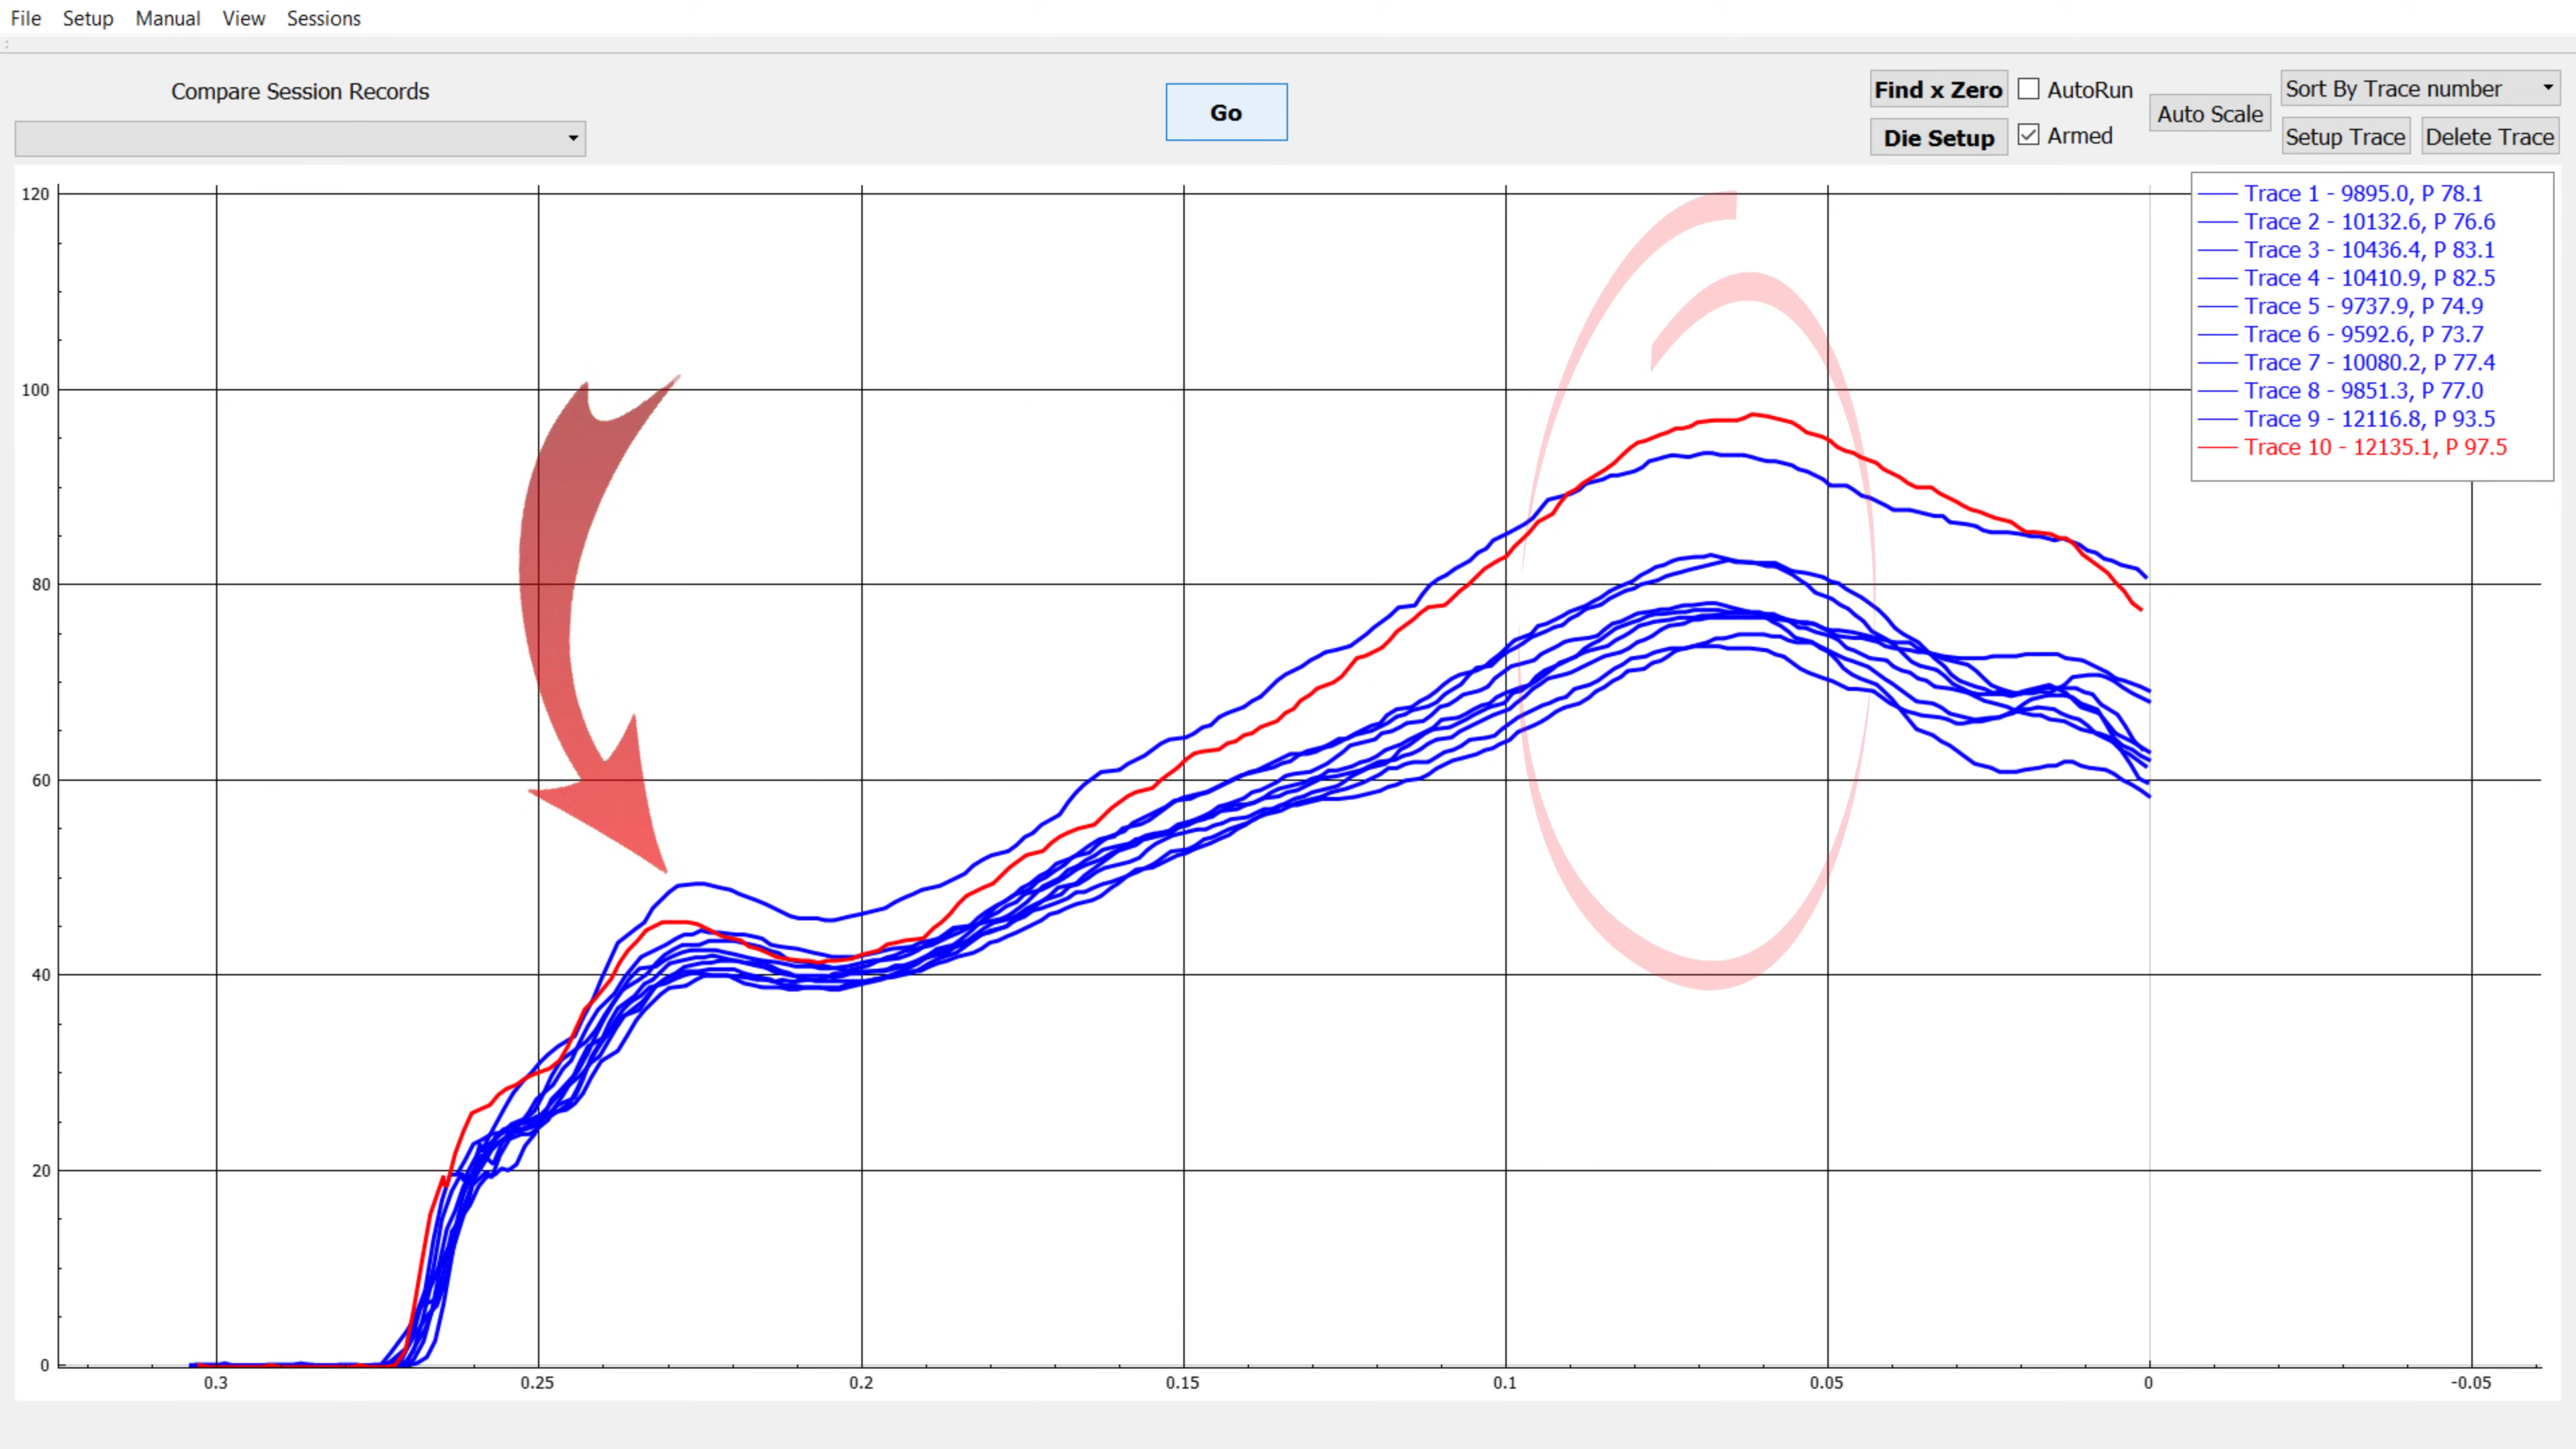 File Setup Manual View Sessions
Compare Session Records
Go
Find x Zero
AutoRun
Die Setup
Armed
Auto Scale
Sort By Trace number
Setup Trace
Delete Trace
Trace 1 - 9895.0, P 78.1
Trace 2 - 10132.6, P 76.6
Trace 3 - 10436.4, P 83.1
Trace 4 - 10410.9, P 82.5
Trace 5 - 9737.9, P 74.9
Trace 6 - 9592.6, P 73.7
Trace 7 - 10080.2, P 77.4
Trace 8 - 9851.3, P 77.0
Trace 9 - 12116.8, P 93.5
Trace 10 - 12135.1, P 97.5
120
100
80
60
40
20
0
0.3 0.25 0.2 0.15 0.1 0.05 0 -0.05